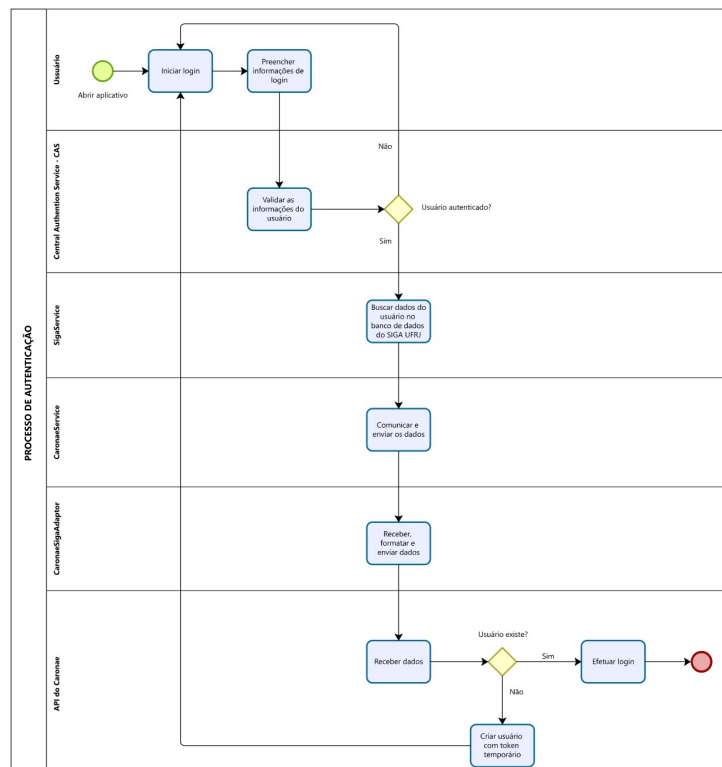 PROCESSO DE AUTENTICAÇÃO
Ussuário
Abrir aplicativo
Iniciar login
Preencher
informações de
login
Central Authention Service - CAS
Não
Validar as
informações do
usuário
Usuário autenticado?
Sim
SigaService
Buscar dados do
usuário no
banco de dados
do SIGA UFRJ
CaronaeService
Comunicar e
enviar os dados
CaronaeSigaAdaptor
Receber,
formatar e
enviar dados
API do Caronae
Receber dados
Usuário existe?
Sim
Efetuar login
Não
Criar usuário
com token
temporário